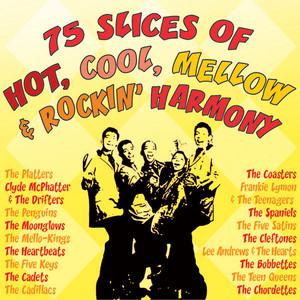 75 SLICES OF
HOT, COOL, MELLOW
& ROCKIN' HARMONY
The Platters
Clyde McPhatter
& The Drifters
The Penguins
The Moonglows
The Mello-Kings
The Heartbeats
The Five Keys
The Cadets
The Cadillacs
The Coasters
Frankie Lymon
& The Teenagers
The Spaniels
The Five Satins
The Cleftones
Lee Andrews & The Hearts
The Bobbettes
The Teen Queens
The Chordettes